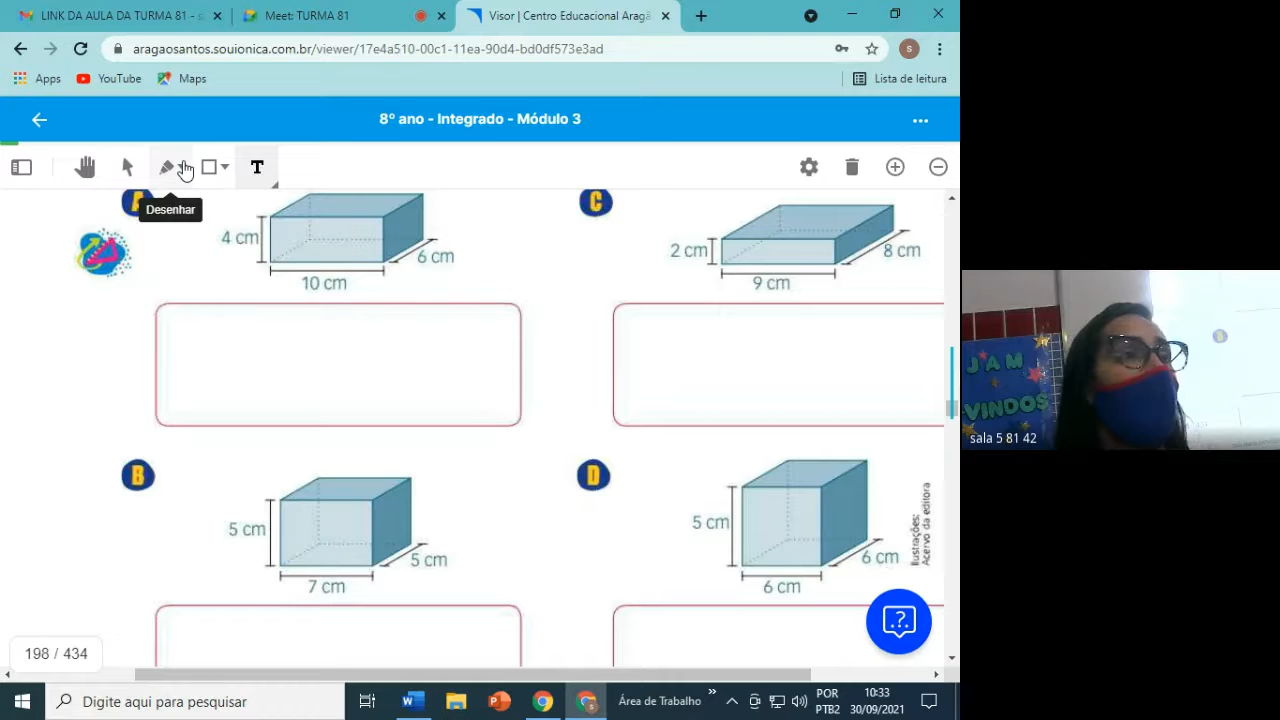 LINK DA AULA DA TURMA 81 - s
Meet: TURMA 81
Visor | Centro Educacional Aragã
aragaosantos.souionica.com.br/viewer/17e4a510-00c1-11ea-90d4-bd0df573e3ad
S
Apps
YouTube
Maps
Lista de leitura
8º ano - Integrado - Módulo 3
T
Desenhar
A
4 cm
6 cm
10 cm
C
2 cm
8 cm
9 cm
B
5 cm
5 cm
7 cm
D
5 cm
6 cm
6 cm
Ilustrações:
Acervo da editora
198 / 434
JAM
VINDOS
sala 5 81 42
Digite aqui para pesquisar
Área de Trabalho
POR
PTB2
10:33
30/09/2021